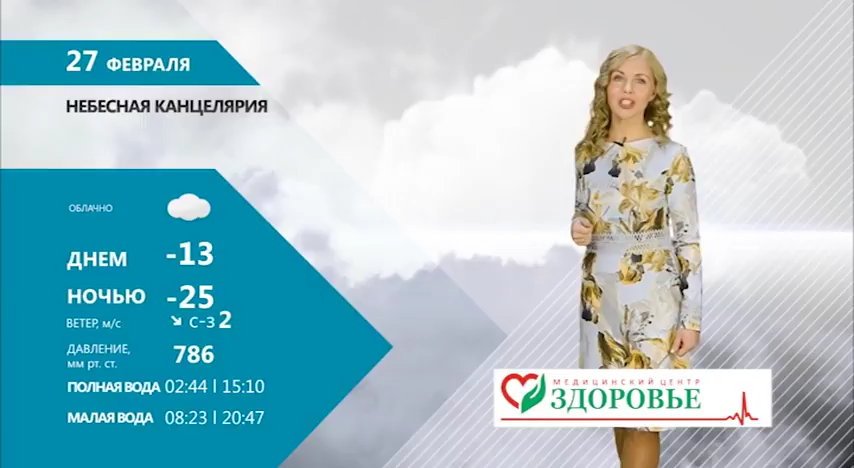 27 ФЕВРАЛЯ
НЕБЕСНАЯ КАНЦЕЛЯРИЯ
ОБЛАЧНО
ДНЕМ -13
НОЧЬЮ -25
ВЕТЕР, м/с С-З 2
ДАВЛЕНИЕ,
мм рт. ст. 786
ПОЛНАЯ ВОДА 02:44 | 15:10
МАЛАЯ ВОДА 08:23 | 20:47
МЕДИЦИНСКИЙ ЦЕНТР
ЗДОРОВЬЕ